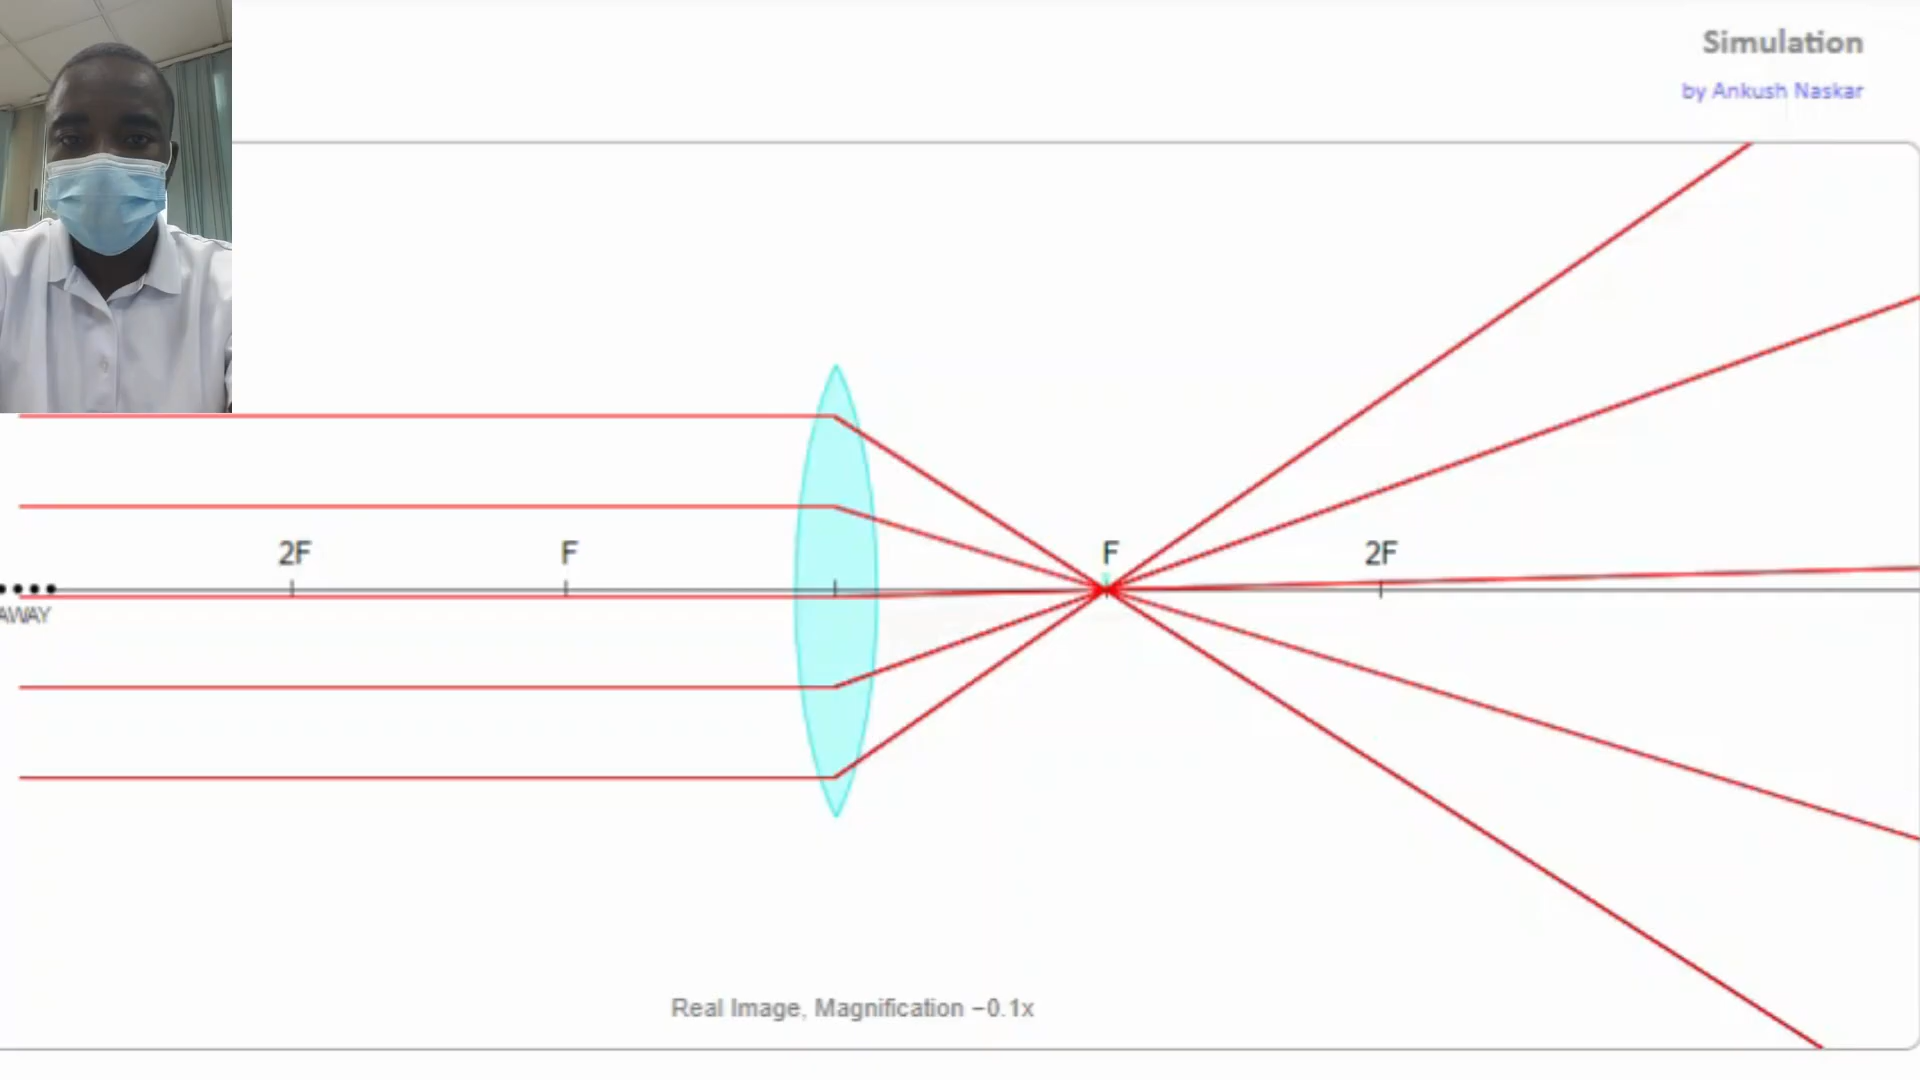 Simulation
by Ankush Naskar
2F F F 2F
AWAY
Real Image, Magnification −0.1x